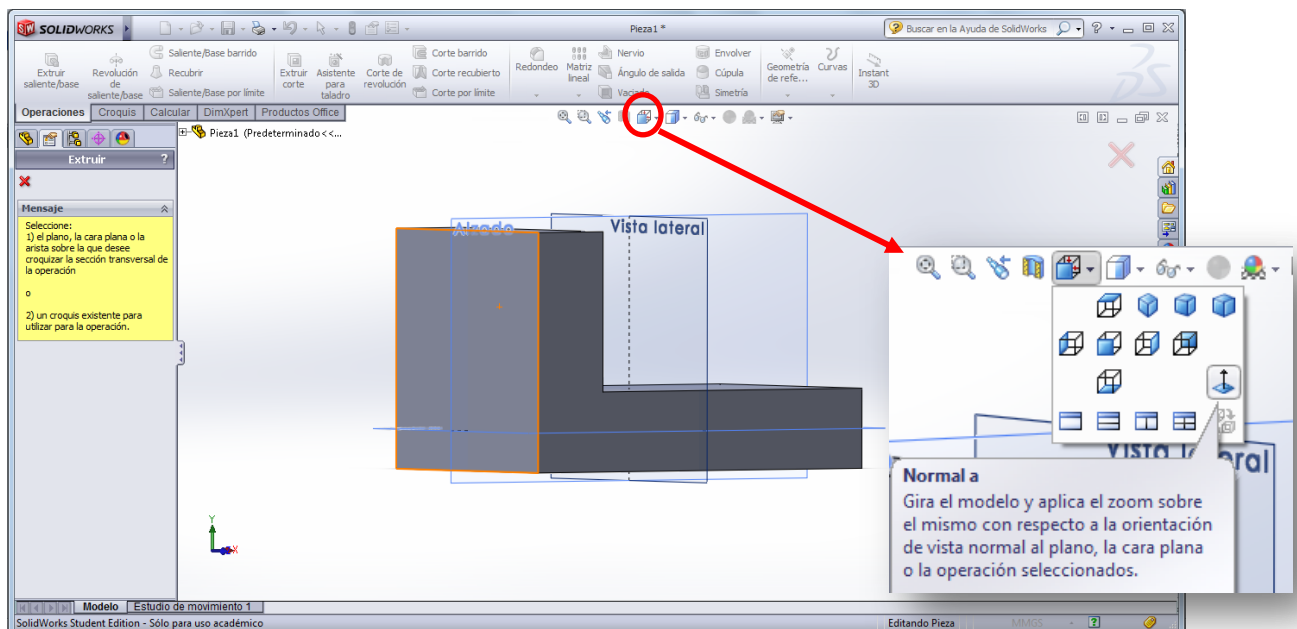 SOLIDWORKS
Pieza1 *
Buscar en la Ayuda de SolidWorks
Extruir saliente/base
Revolución de saliente/base
Saliente/Base barrido
Recubrir
Saliente/Base por límite
Extruir corte
Asistente para taladro
Corte de revolución
Corte barrido
Corte recubierto
Corte por límite
Redondeo
Matriz lineal
Nervio
Ángulo de salida
Vaciado
Envolver
Cúpula
Simetría
Geometría de refe...
Curvas
Instant 3D
Operaciones
Croquis
Calcular
DimXpert
Productos Office
Pieza1 (Predeterminado<<...
Extruir
?
Mensaje
Seleccione:
1) el plano, la cara plana o la
arista sobre la que desee
croquizar la sección transversal de
la operación
o
2) un croquis existente para
utilizar para la operación.
Alzado
Vista lateral
Y
X
Vista lateral
Normal a
Gira el modelo y aplica el zoom sobre
el mismo con respecto a la orientación
de vista normal al plano, la cara plana
o la operación seleccionados.
Modelo
Estudio de movimiento 1
SolidWorks Student Edition - Sólo para uso académico
Editando Pieza
MMGS